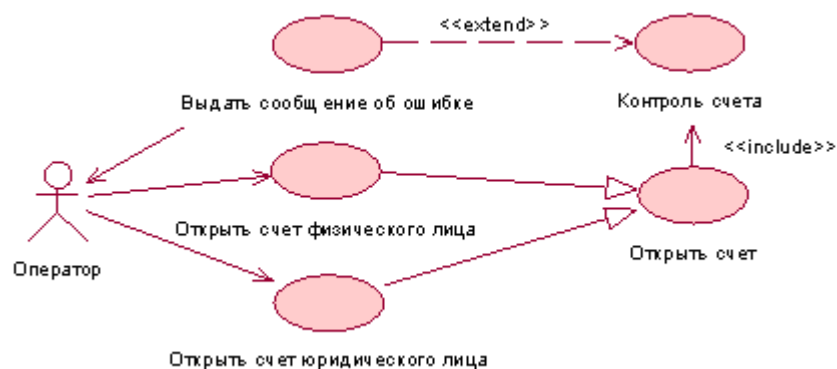 <<extend>>
Выдать сообщение об ошибке
Контроль счета
<<include>>
Открыть счет физического лица
Открыть счет
Оператор
Открыть счет юридического лица